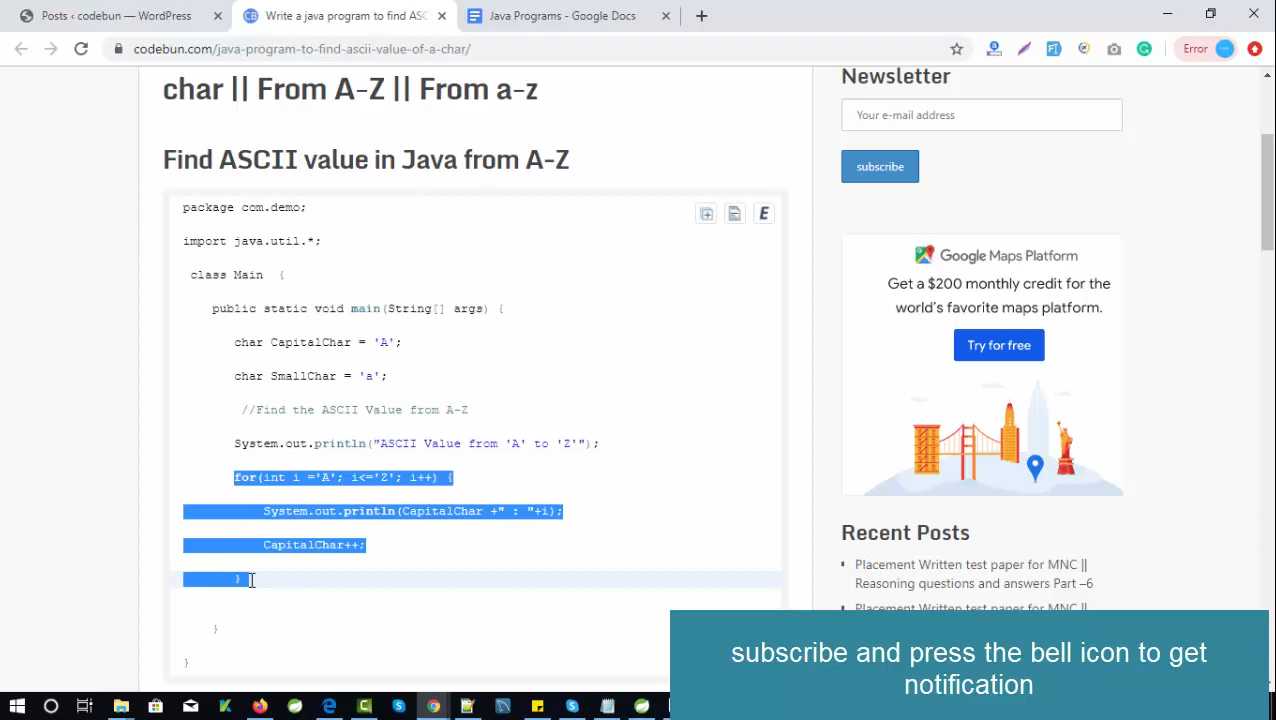 Posts ‹ codebun — WordPress
Write a java program to find ASC
Java Programs - Google Docs
codebun.com/java-program-to-find-ascii-value-of-a-char/
Error
char || From A-Z || From a-z
Find ASCII value in Java from A-Z
package com.demo;
import java.util.*;
class Main {
public static void main(String[] args) {
char CapitalChar = 'A';
char SmallChar = 'a';
//Find the ASCII Value from A-Z
System.out.println("ASCII Value from 'A' to 'Z'");
for(int i ='A'; i<='Z'; i++) {
System.out.println(CapitalChar +" : "+i);
CapitalChar++;
}
}
}
E
Newsletter
Your e-mail address
subscribe
Google Maps Platform
Get a $200 monthly credit for the
world's favorite maps platform.
Try for free
Recent Posts
Placement Written test paper for MNC ||
Reasoning questions and answers Part –6
Placement Written test paper for MNC ||
subscribe and press the bell icon to get
notification